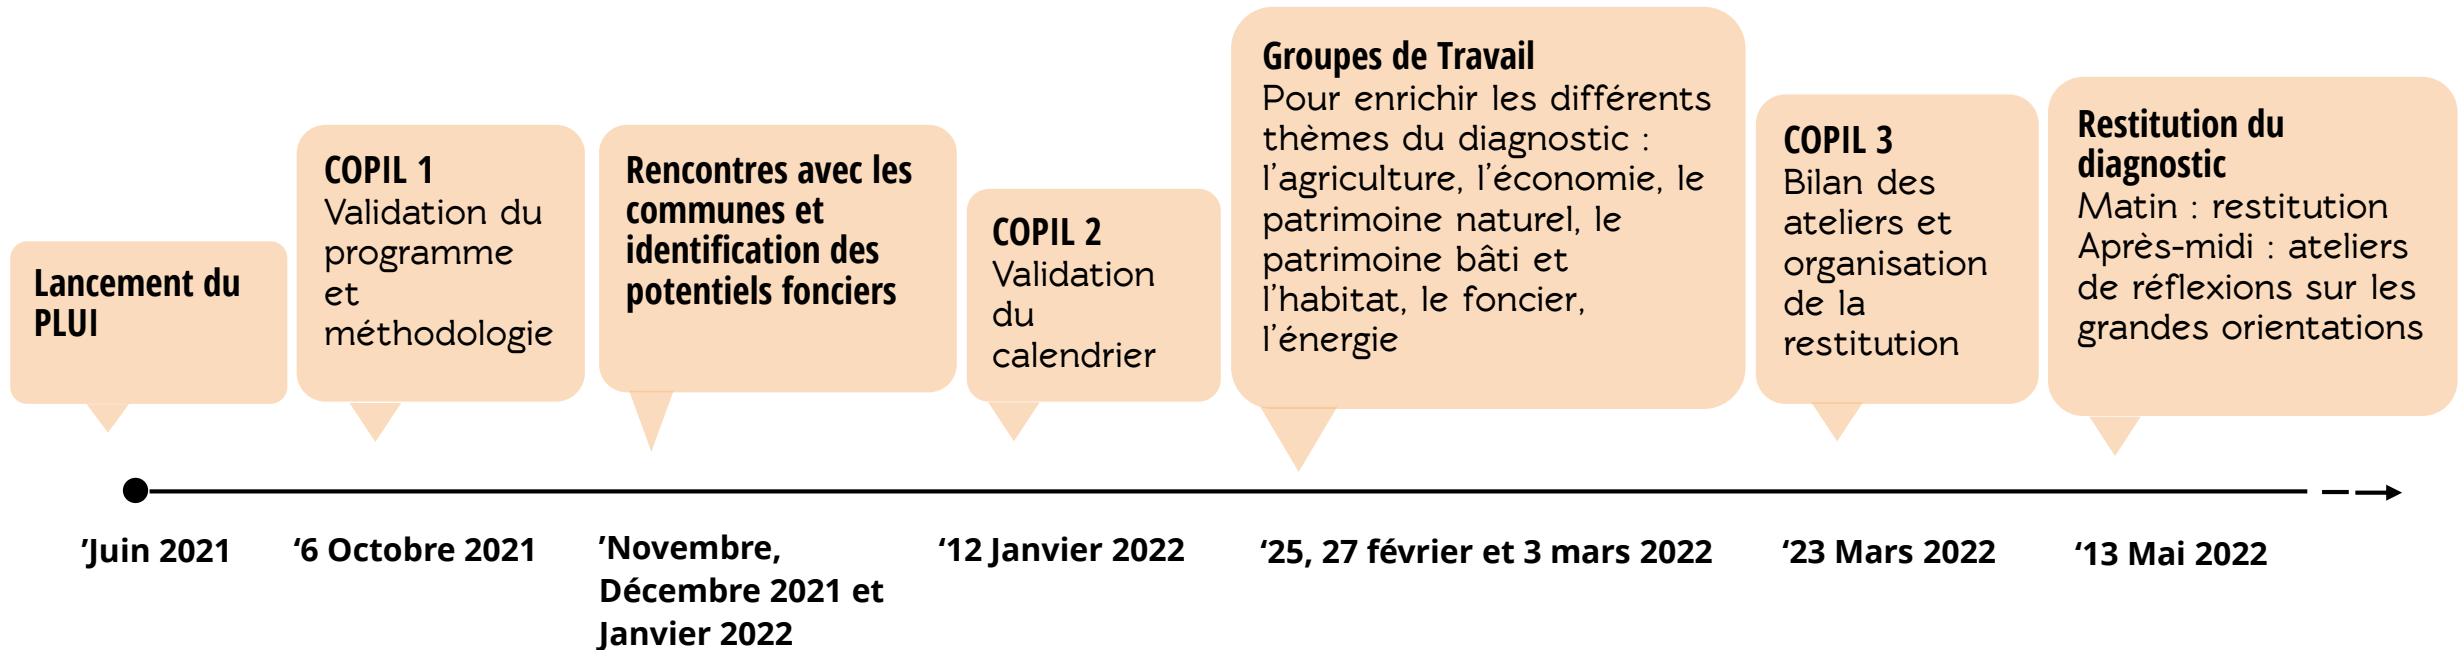 Lancement du
PLUI
COPIL 1
Validation du
programme
et
méthodologie
Rencontres avec les
communes et
identification des
potentiels fonciers
COPIL 2
Validation
du
calendrier
Groupes de Travail
Pour enrichir les différents
thèmes du diagnostic :
l’agriculture, l’économie, le
patrimoine naturel, le
patrimoine bâti et
l’habitat, le foncier,
l’énergie
COPIL 3
Bilan des
ateliers et
organisation
de la
restitution
Restitution du
diagnostic
Matin : restitution
Après-midi : ateliers
de réflexions sur les
grandes orientations
’Juin 2021
‘6 Octobre 2021
’Novembre,
Décembre 2021 et
Janvier 2022
‘12 Janvier 2022
‘25, 27 février et 3 mars 2022
‘23 Mars 2022
‘13 Mai 2022